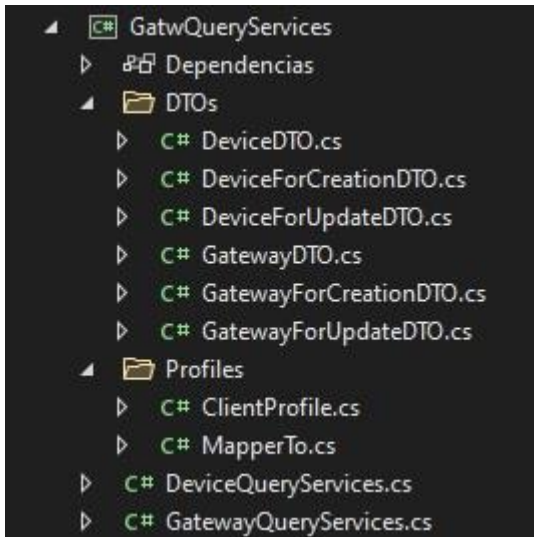 C# GatwQueryServices
Dependencias
DTOs
C# DeviceDTO.cs
C# DeviceForCreationDTO.cs
C# DeviceForUpdateDTO.cs
C# GatewayDTO.cs
C# GatewayForCreationDTO.cs
C# GatewayForUpdateDTO.cs
Profiles
C# ClientProfile.cs
C# MapperTo.cs
C# DeviceQueryServices.cs
C# GatewayQueryServices.cs